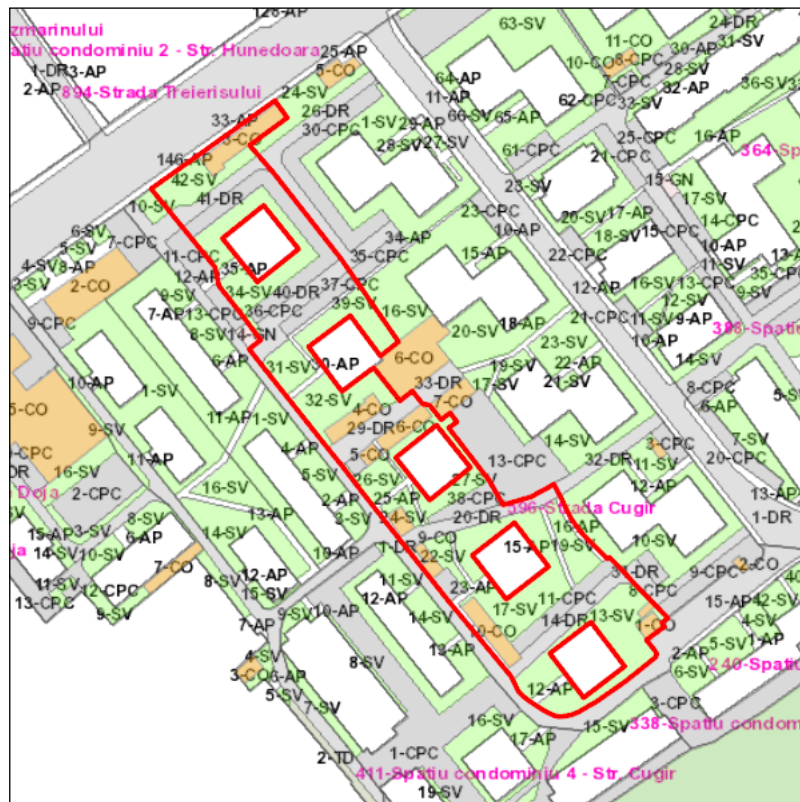 128-AP
63-SV
24-DR
zmarinului
11-CO
31-SV
30-AP
atiu condominiu 2 - Str. Hunedoara
25-AP
10-CO
8-CPC
1-DR
3-AP
5-CO
64-AP
28-SV
2-AP
894-Strada Treierisului
24-SV
11-AP
32-AP
36-SV
33-AP
26-DR
1-SV
29-AP
66-SV
65-AP
62-CPC
33-SV
30-CPC
28-SV
27-SV
25-CPC
16-AP
146-AP
61-CPC
21-CPC
364-Sp
42-SV
23-SV
15-GN
17-SV
10-SV
41-DR
23-CPC
20-SV
17-AP
14-CPC
6-SV
7-CPC
34-AP
10-AP
18-SV
15-CPC
5-SV
11-CPC
35-CPC
15-AP
22-CPC
10-AP
4-SV
8-AP
12-AP
35-AP
37-CPC
12-AP
16-SV
13-CPC
11-SV
35-CPC
3-SV
2-CO
9-SV
34-SV
40-DR
39-SV
12-SV
9-SV
7-AP
13-CPC
36-CPC
16-SV
18-AP
21-CPC
11-SV
9-AP
9-CPC
8-SV
14-GN
20-SV
23-SV
10-AP
388-Spatiu
6-AP
31-SV
30-AP
6-CO
19-SV
22-AP
14-SV
10-AP
1-SV
32-SV
33-DR
17-SV
21-SV
8-CPC
5-CO
11-AP
1-SV
4-CO
7-CO
6-AP
9-SV
29-DR
6-CO
14-SV
3-CPC
7-SV
11-AP
4-AP
5-CO
13-CPC
32-DR
11-SV
20-CPC
16-SV
5-SV
26-SV
27-SV
12-AP
13-AP
Doja
2-CPC
16-SV
2-AP
25-AP
38-CPC
396-Strada Cugir
1-DR
3-SV
8-SV
13-AP
3-SV
24-SV
20-DR
16-AP
15-AP
6-AP
14-SV
9-CO
10-SV
14-SV
10-SV
19-AP
1-DR
22-SV
15-AP
19-SV
7-CO
12-AP
11-SV
23-AP
31-DR
9-CPC
2-CO
11-SV
12-CPC
8-SV
15-SV
12-AP
17-SV
11-CPC
8-CPC
15-AP
42-SV
13-CPC
9-SV
9-SV
10-AP
14-SV
14-DR
13-SV
4-SV
7-AP
10-CO
1-CO
5-SV
1-AP
4-SV
13-AP
2-AP
3-CO
6-AP
8-SV
6-SV
240-Spatiu
5-SV
12-AP
3-CPC
7-SV
16-SV
15-SV
338-Spatiu condom
2-TD
1-CPC
17-AP
411-Spatiu condominiu 4 - Str. Cugir
19-SV